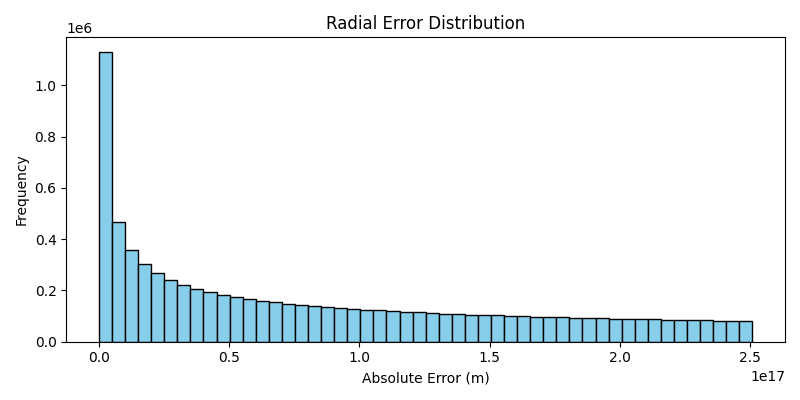 Radial Error Distribution
1e6
1.0
0.8
0.6
0.4
0.2
0.0
Frequency
0.0 0.5 1.0 1.5 2.0 2.5
1e17
Absolute Error (m)